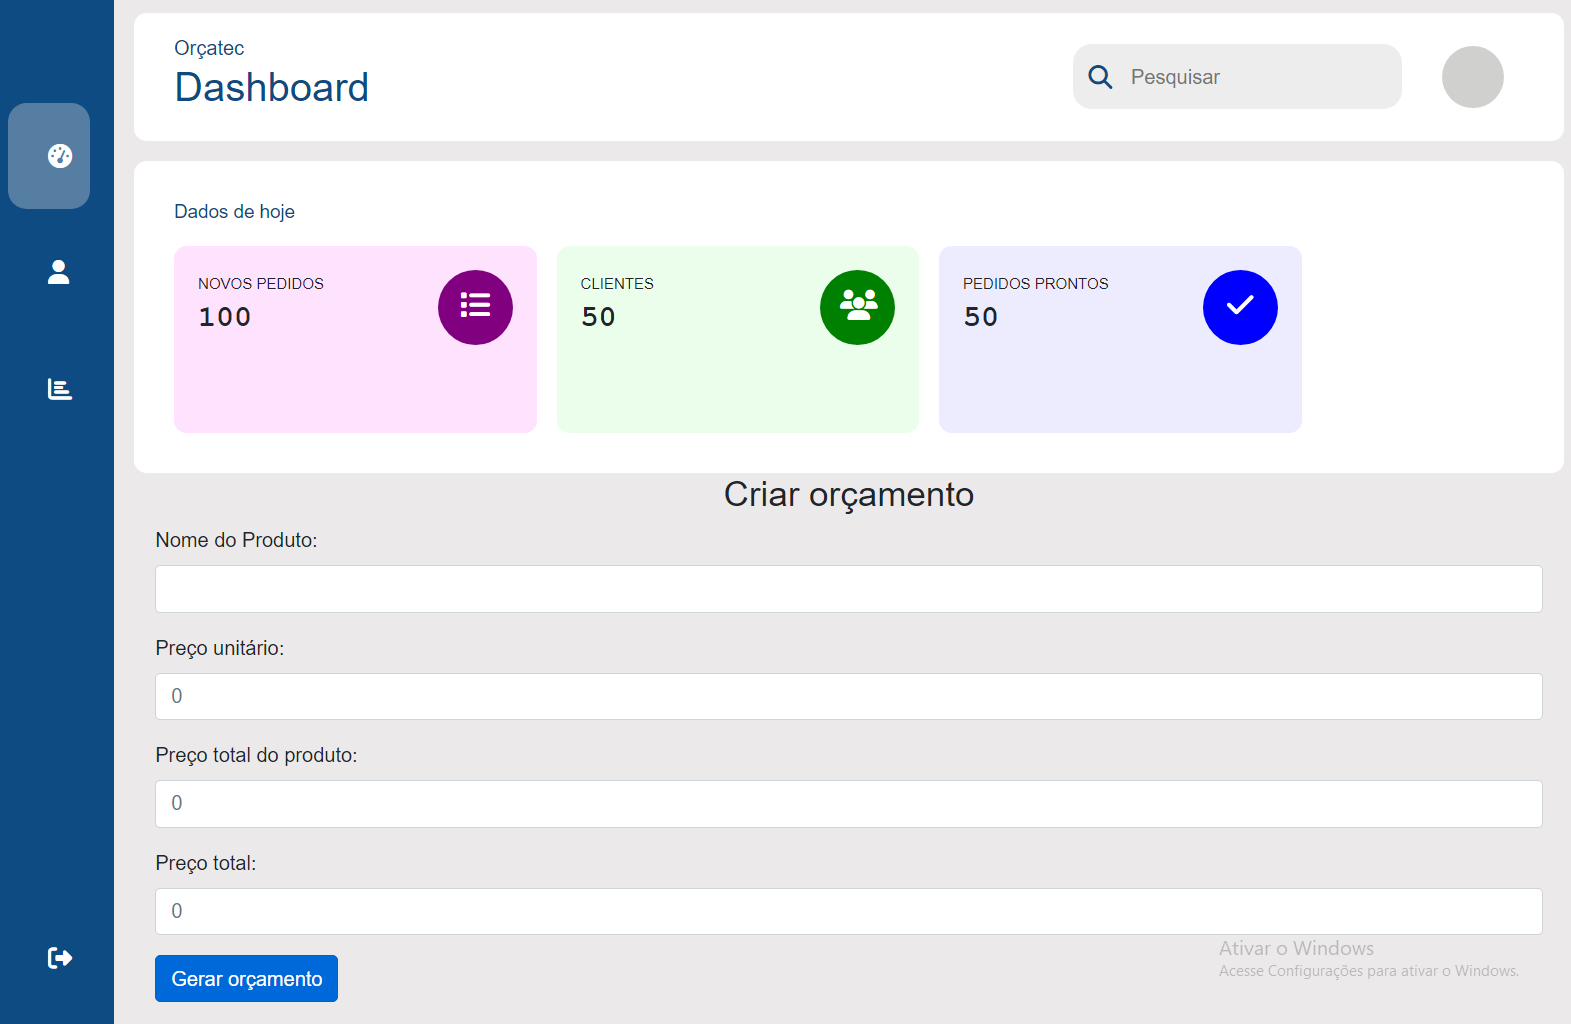 Orçatec
Dashboard
Pesquisar
Dados de hoje
NOVOS PEDIDOS
100
CLIENTES
50
PEDIDOS PRONTOS
50
Criar orçamento
Nome do Produto:
Preço unitário:
0
Preço total do produto:
0
Preço total:
0
Gerar orçamento
Ativar o Windows
Acesse Configurações para ativar o Windows.